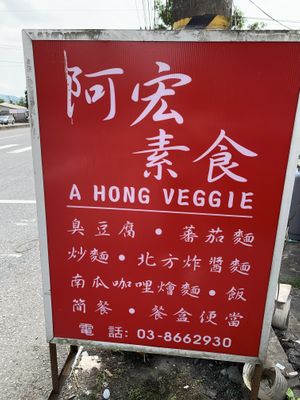 阿宏
素食
A HONG VEGGIE
臭豆腐•蕃茄麵
炒麵•北方炸醬麵
南瓜咖哩燴麵•飯
簡餐•餐盒便當
電話:03-8662930